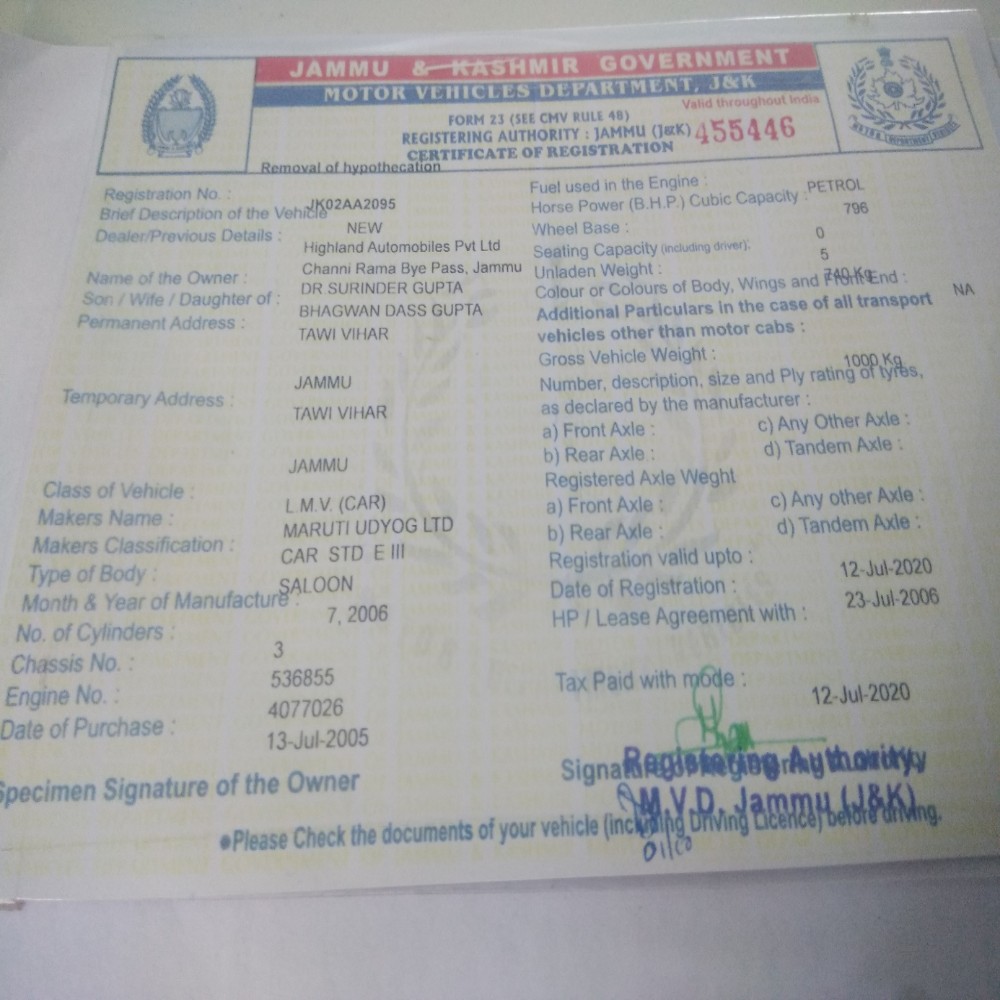 JAMMU & KASHMIR GOVERNMENT
MOTOR VEHICLES DEPARTMENT, J&K
Valid throughout India
FORM 23 (SEE CMV RULE 48)
REGISTERING AUTHORITY : JAMMU (J&K) 455446
CERTIFICATE OF REGISTRATION
Removal of hypothecation
Registration No. : JK02AA2095
Brief Description of the Vehicle
NEW
Dealer/Previous Details : Highland Automobiles Pvt Ltd
Channi Rama Bye Pass, Jammu
Name of the Owner : DR SURINDER GUPTA
Son / Wife / Daughter of : BHAGWAN DASS GUPTA
Permanent Address : TAWI VIHAR
JAMMU
Temporary Address : TAWI VIHAR
JAMMU
Class of Vehicle : L.M.V. (CAR)
Makers Name : MARUTI UDYOG LTD
Makers Classification : CAR STD E III
Type of Body : SALOON
Month & Year of Manufacture : 7, 2006
No. of Cylinders : 3
Chassis No. : 536855
Engine No. : 4077026
Date of Purchase : 13-Jul-2005
Specimen Signature of the Owner
Fuel used in the Engine : PETROL
Horse Power (B.H.P.) Cubic Capacity : 796
Wheel Base : 0
Seating Capacity (including driver): 5
Unladen Weight : 740 Kg
Colour or Colours of Body, Wings and Front End : NA
Additional Particulars in the case of all transport
vehicles other than motor cabs :
Gross Vehicle Weight : 1000 Kg
Number, description, size and Ply rating of tyres,
as declared by the manufacturer :
a) Front Axle : c) Any Other Axle :
b) Rear Axle : d) Tandem Axle :
Registered Axle Weght
a) Front Axle : c) Any other Axle :
b) Rear Axle : d) Tandem Axle :
Registration valid upto : 12-Jul-2020
Date of Registration : 23-Jul-2006
HP / Lease Agreement with :
Tax Paid with mode : 12-Jul-2020
Signature of Registering Authority
Registering Authority,
M.V.D. Jammu (J&K)
•Please Check the documents of your vehicle (including Driving Licence) before driving.